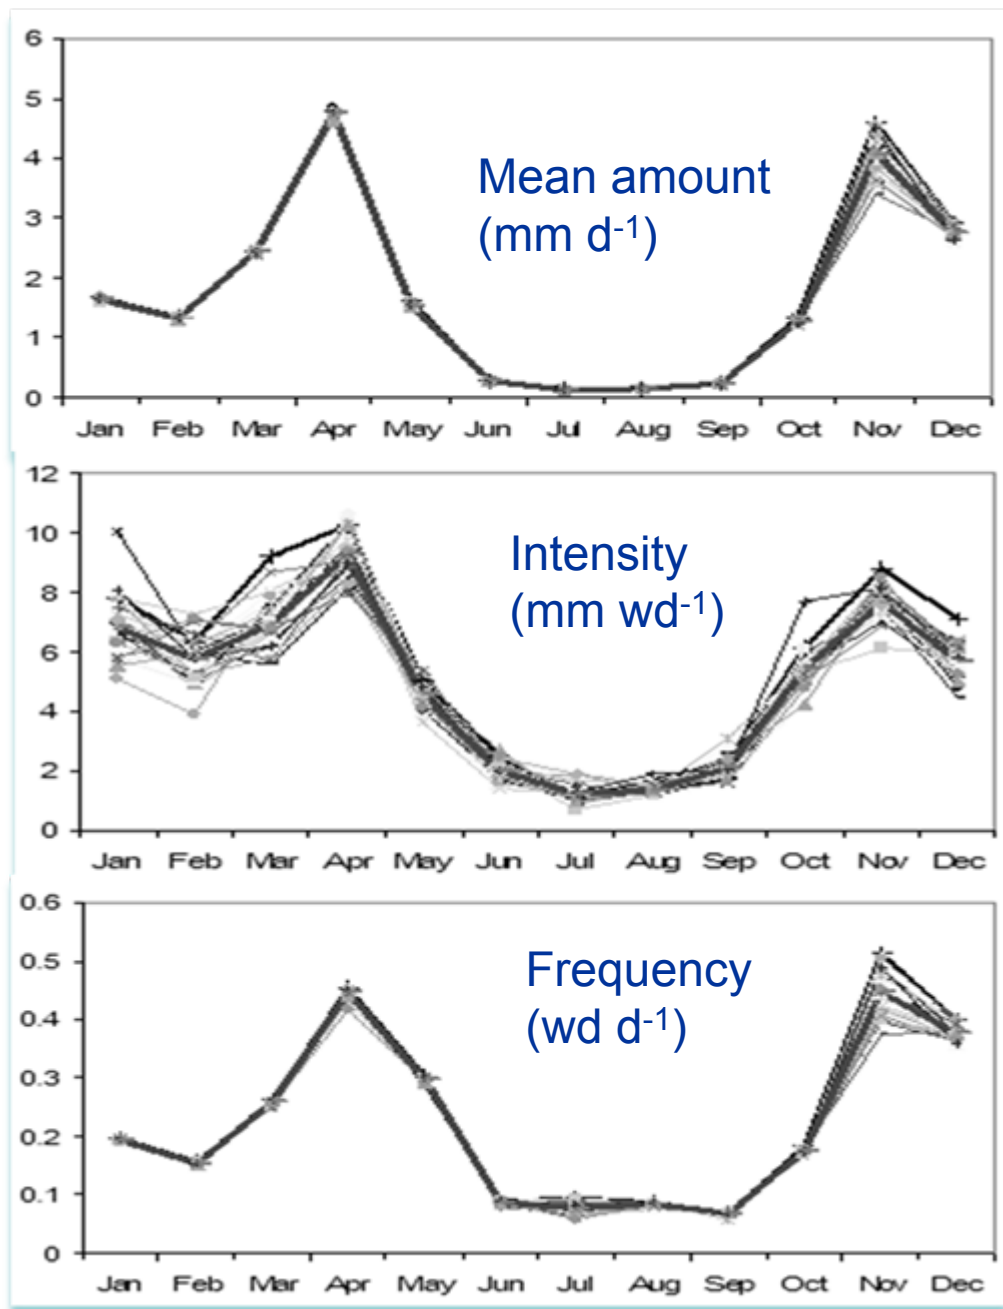 6
5
4
3
2
1
0
Mean amount
(mm d-1)
Jan Feb Mar Apr May Jun Jul Aug Sep Oct Nov Dec
12
10
8
6
4
2
0
Intensity
(mm wd-1)
Jan Feb Mar Apr May Jun Jul Aug Sep Oct Nov Dec
0.6
0.5
0.4
0.3
0.2
0.1
0
Frequency
(wd d-1)
Jan Feb Mar Apr May Jun Jul Aug Sep Oct Nov Dec